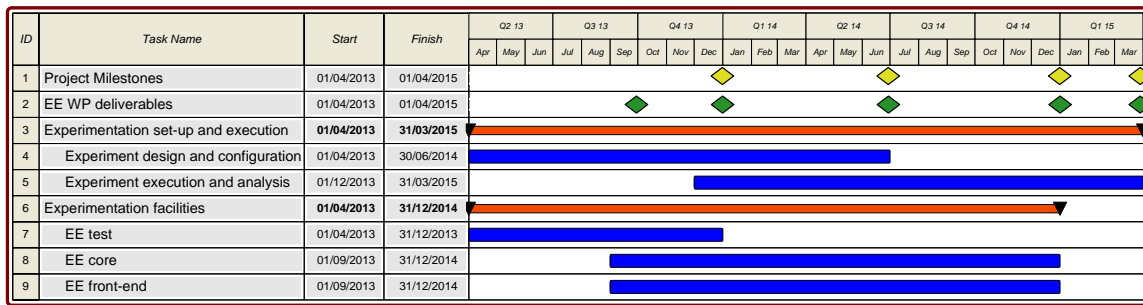 ID Task Name Start Finish Q2 13 Q3 13 Q4 13 Q1 14 Q2 14 Q3 14 Q4 14 Q1 15
Apr May Jun Jul Aug Sep Oct Nov Dec Jan Feb Mar Apr May Jun Jul Aug Sep Oct Nov Dec Jan Feb Mar
1 Project Milestones 01/04/2013 01/04/2015
2 EE WP deliverables 01/04/2013 01/04/2015
3 Experimentation set-up and execution 01/04/2013 31/03/2015
4 Experiment design and configuration 01/04/2013 30/06/2014
5 Experiment execution and analysis 01/12/2013 31/03/2015
6 Experimentation facilities 01/04/2013 31/12/2014
7 EE test 01/04/2013 31/12/2013
8 EE core 01/09/2013 31/12/2014
9 EE front-end 01/09/2013 31/12/2014